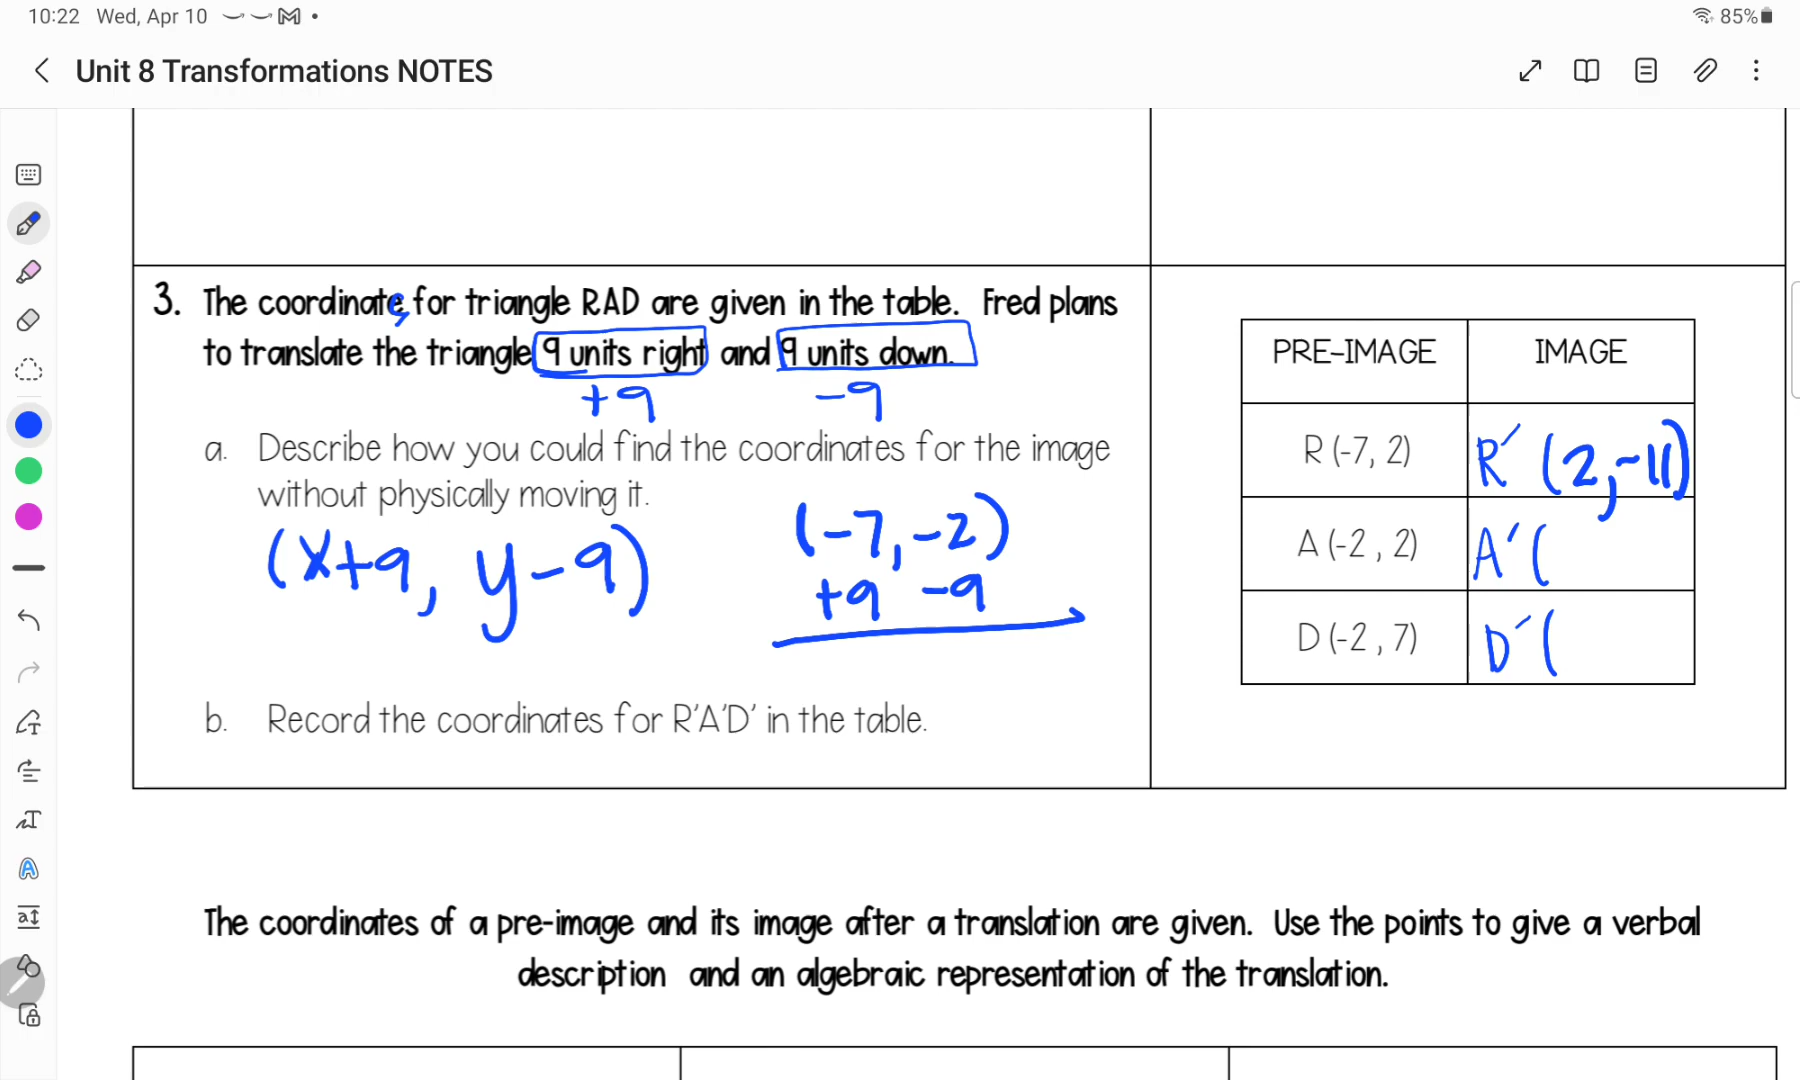 10:22 Wed, Apr 10
85%
Unit 8 Transformations NOTES
3. The coordinates for triangle RAD are given in the table. Fred plans
to translate the triangle 9 units right and 9 units down.
+9 -9
a. Describe how you could find the coordinates for the image
without physically moving it.
(x+9, y-9)
(-7, -2)
+9 -9
b. Record the coordinates for R'A'D' in the table.
PRE-IMAGE IMAGE
R (-7, 2) R' (2, -11)
A (-2 , 2) A' (
D (-2 , 7) D' (
The coordinates of a pre-image and its image after a translation are given. Use the points to give a verbal
description and an algebraic representation of the translation.